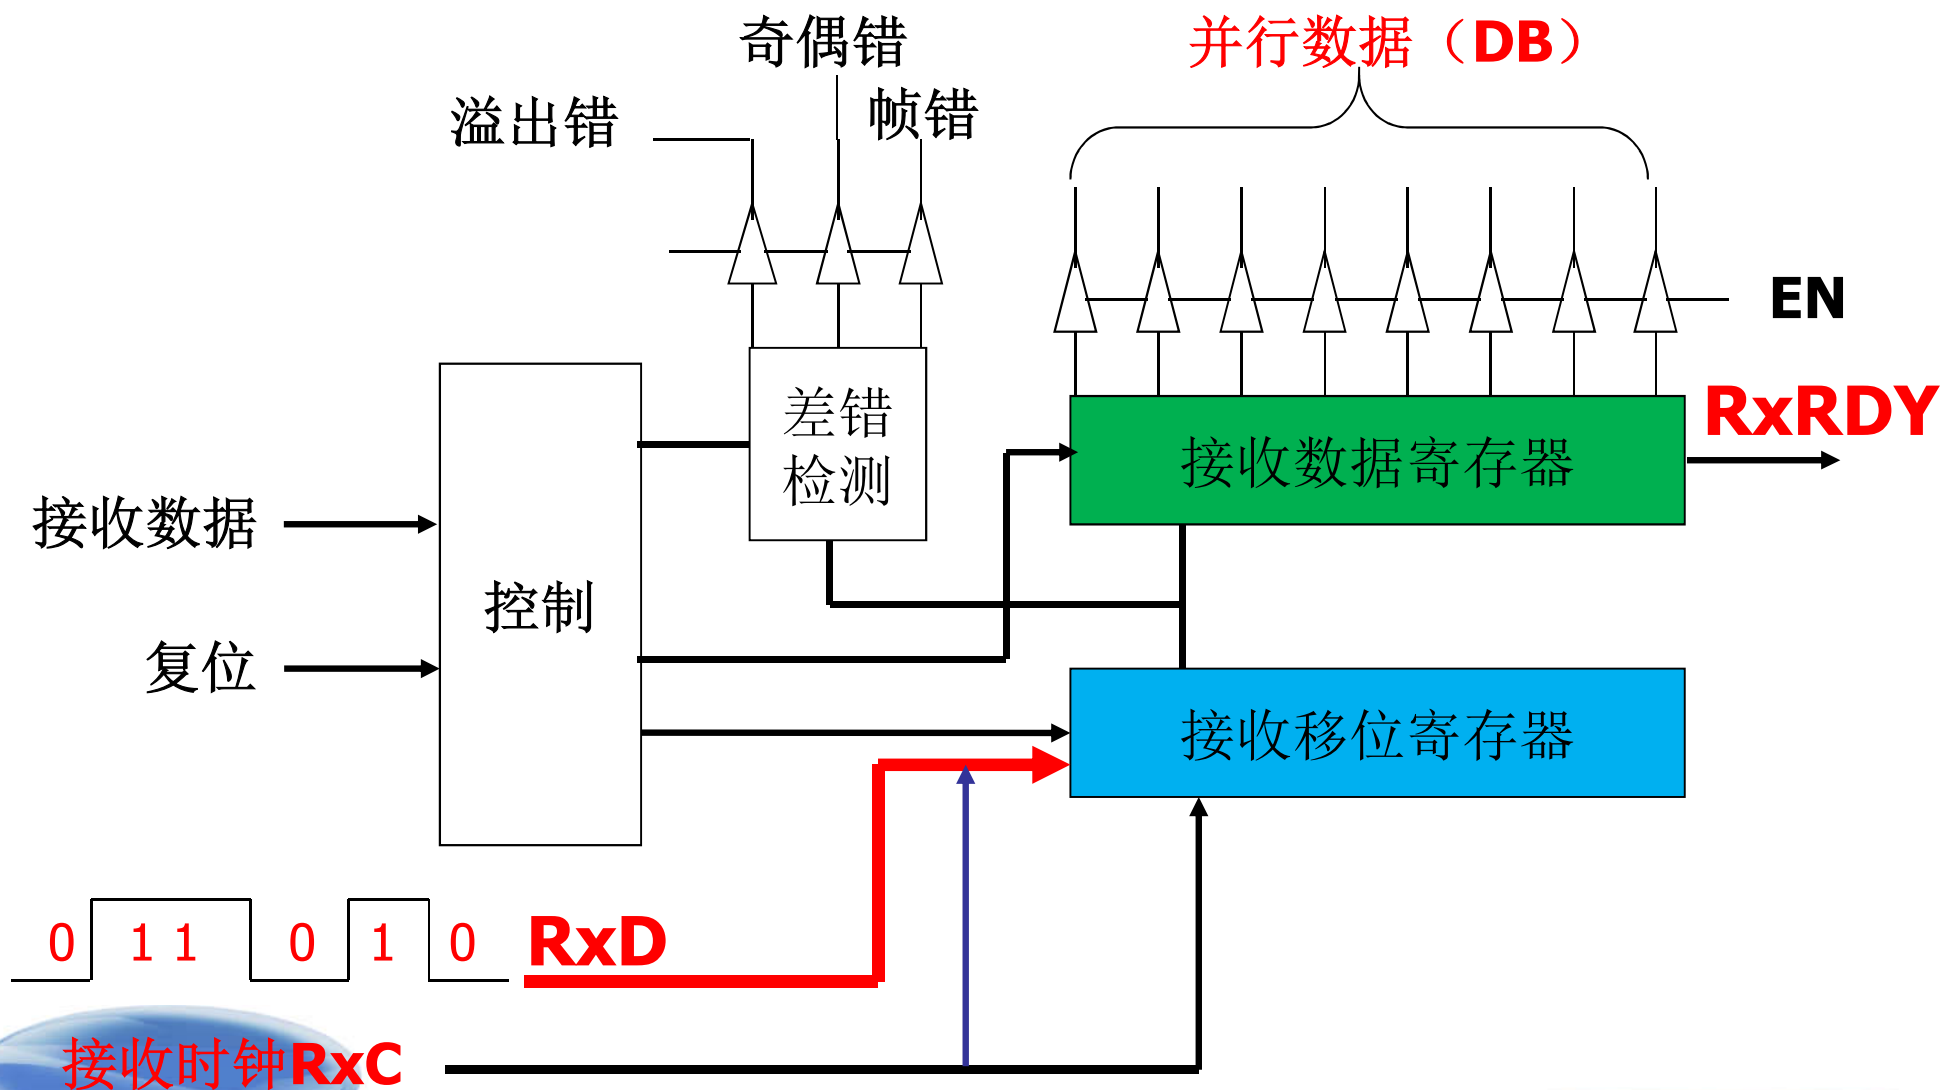 奇偶错
并行数据（DB）
溢出错
帧错
EN
RxRDY
差错
检测
接收数据寄存器
接收数据
控制
复位
接收移位寄存器
0 1 1 0 1 0
RxD
接收时钟RxC